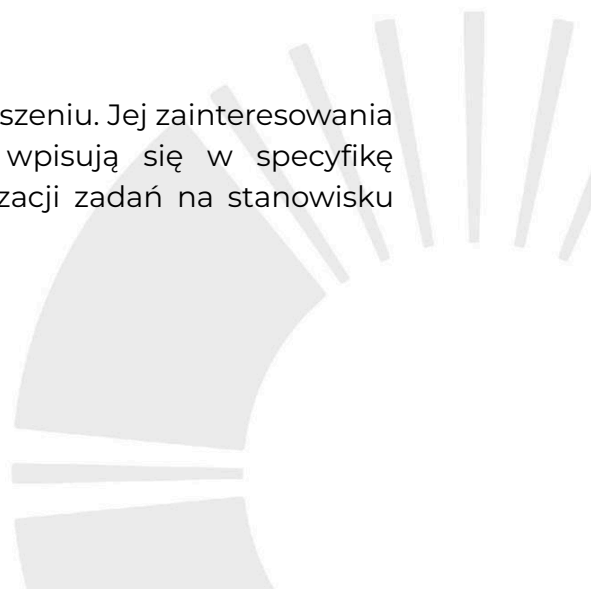 szeniu. Jej zainteresowania
wpisują się w specyfikę
zacji zadań na stanowisku